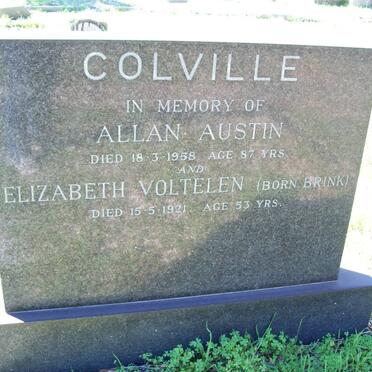 COLVILLE
IN MEMORY OF
ALLAN AUSTIN
DIED 18-3-1958 AGE 87 YRS.
AND
ELIZABETH VOLTELEN (BORN BRINK)
DIED 15-5-1921 AGE 53 YRS.